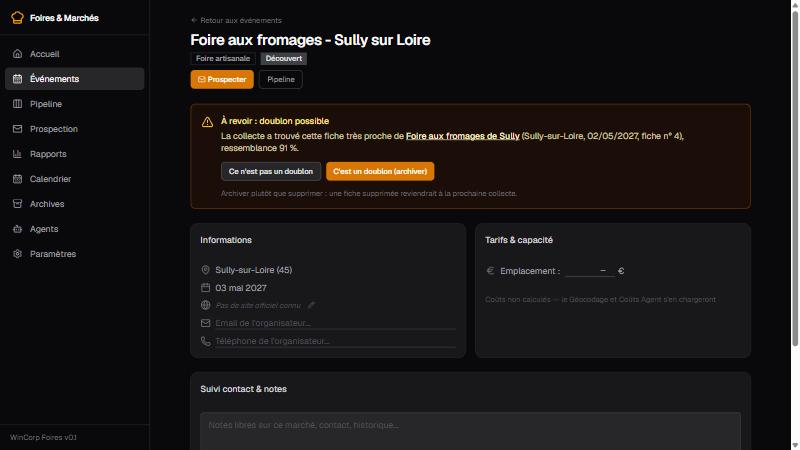 Foires & Marchés
Accueil
Événements
Pipeline
Prospection
Rapports
Calendrier
Archives
Agents
Paramètres
WinCorp Foires v0.1
← Retour aux événements
Foire aux fromages - Sully sur Loire
Foire artisanale
Découvert
Prospecter
Pipeline
À revoir : doublon possible
La collecte a trouvé cette fiche très proche de Foire aux fromages de Sully (Sully-sur-Loire, 02/05/2027, fiche n° 4),
ressemblance 91 %.
Ce n'est pas un doublon
C'est un doublon (archiver)
Archiver plutôt que supprimer : une fiche supprimée reviendrait à la prochaine collecte.
Informations
Sully-sur-Loire (45)
03 mai 2027
Pas de site officiel connu
Email de l'organisateur...
Téléphone de l'organisateur...
Tarifs & capacité
Emplacement : – €
Coûts non calculés — le Géocodage et Coûts Agent s'en chargeront
Suivi contact & notes
Notes libres sur ce marché, contact, historique...